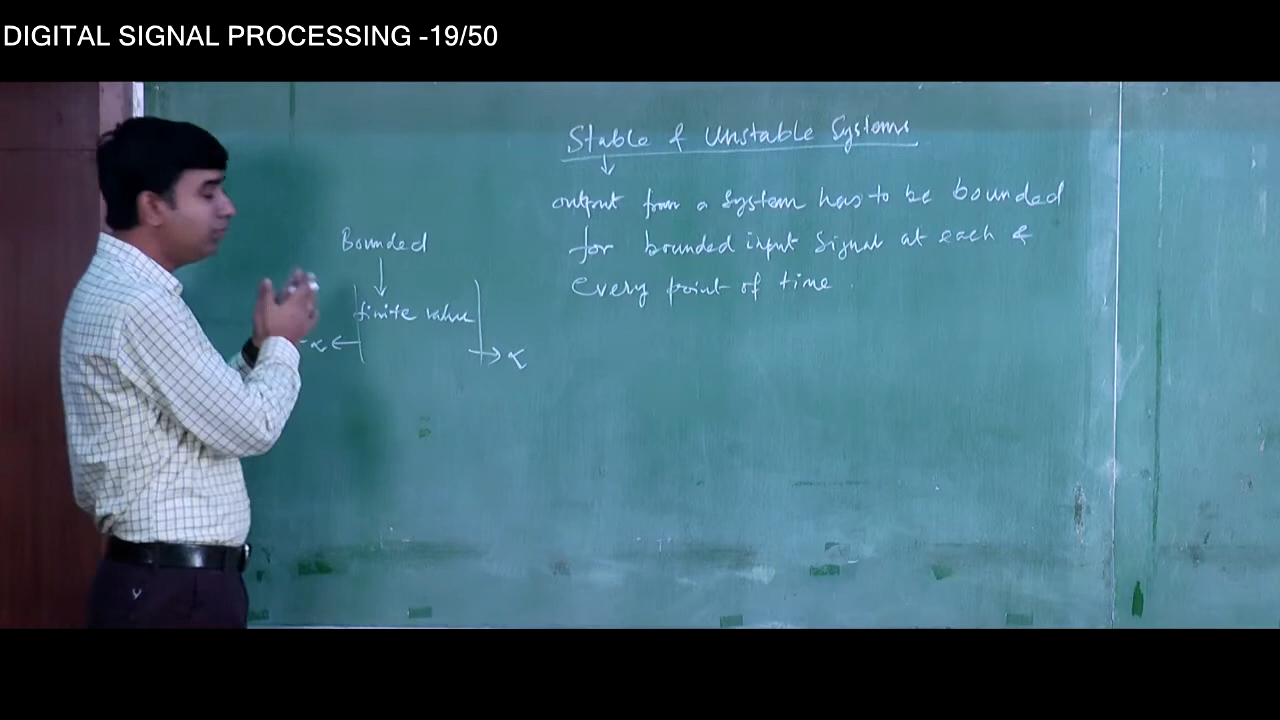 DIGITAL SIGNAL PROCESSING -19/50
Stable & Unstable Systems
output from a System has to be bounded
for bounded input Signal at each &
every point of time.
Bounded
finite value